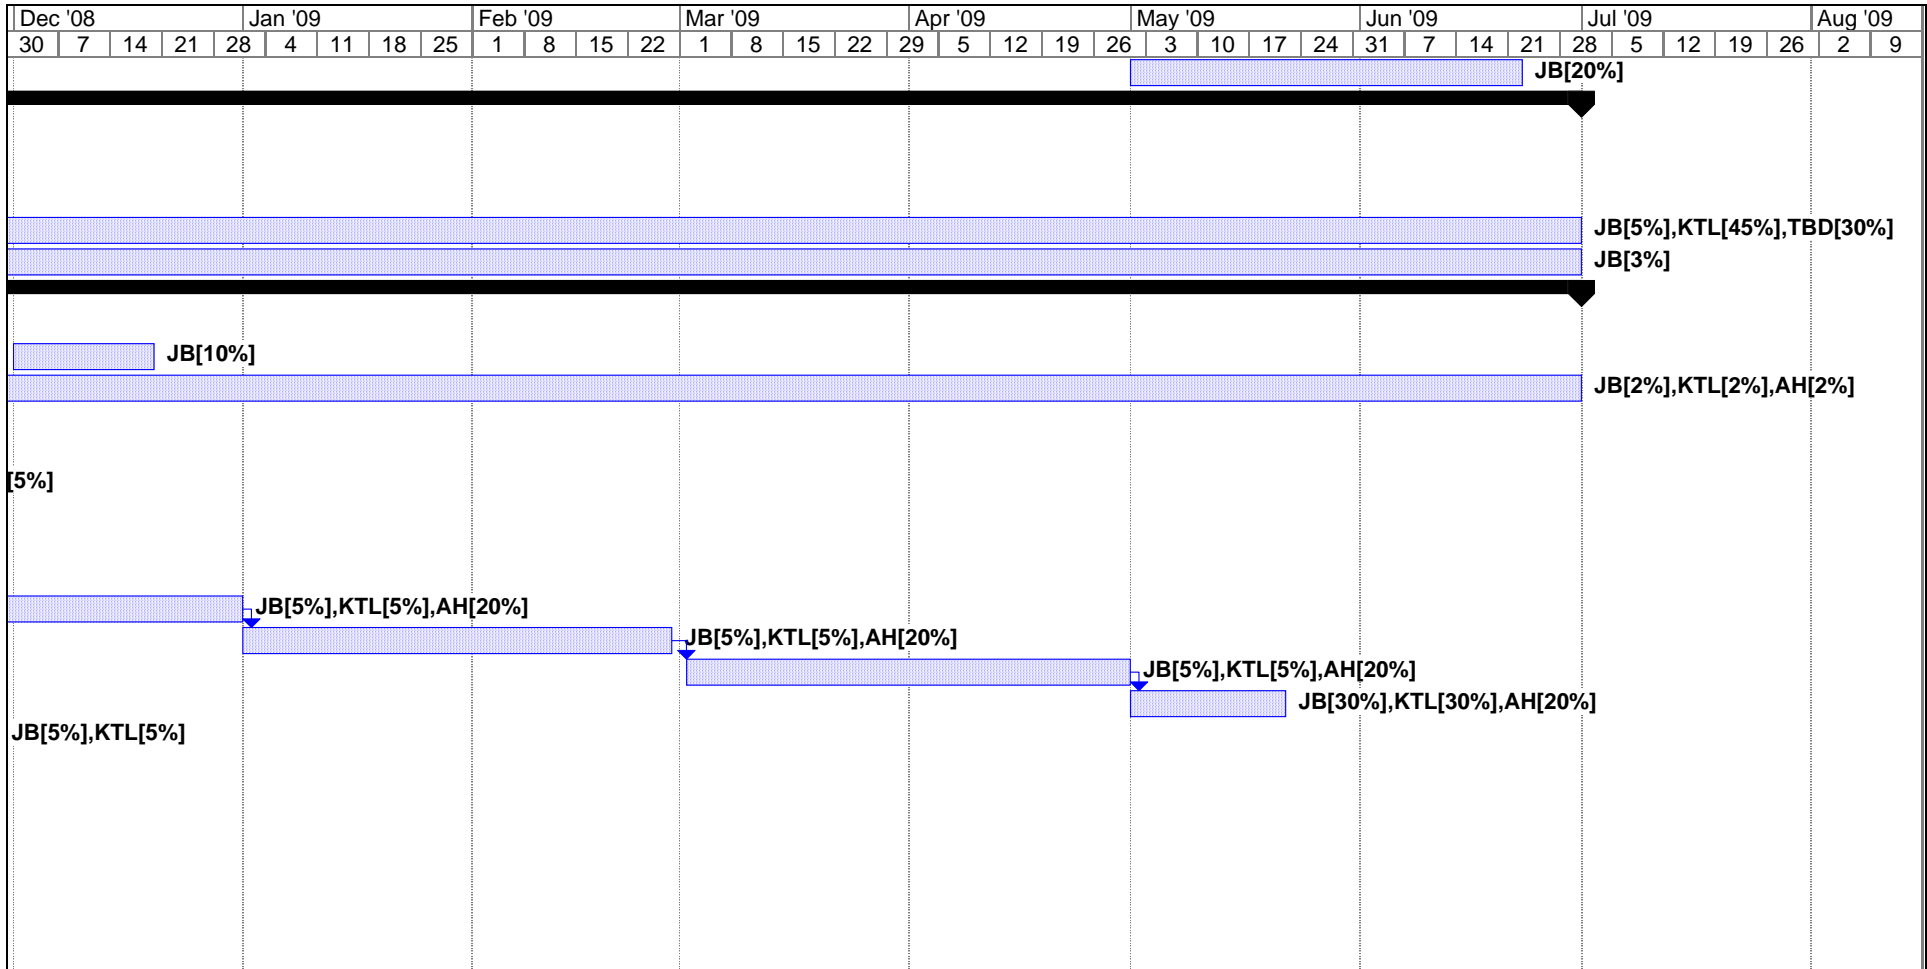 Dec '08 Jan '09 Feb '09 Mar '09 Apr '09 May '09 Jun '09 Jul '09 Aug '09
30 7 14 21 28 4 11 18 25 1 8 15 22 1 8 15 22 29 5 12 19 26 3 10 17 24 31 7 14 21 28 5 12 19 26 2 9
JB[20%]
JB[5%],KTL[45%],TBD[30%]
JB[3%]
JB[10%]
JB[2%],KTL[2%],AH[2%]
[5%]
JB[5%],KTL[5%],AH[20%]
JB[5%],KTL[5%],AH[20%]
JB[5%],KTL[5%],AH[20%]
JB[30%],KTL[30%],AH[20%]
JB[5%],KTL[5%]